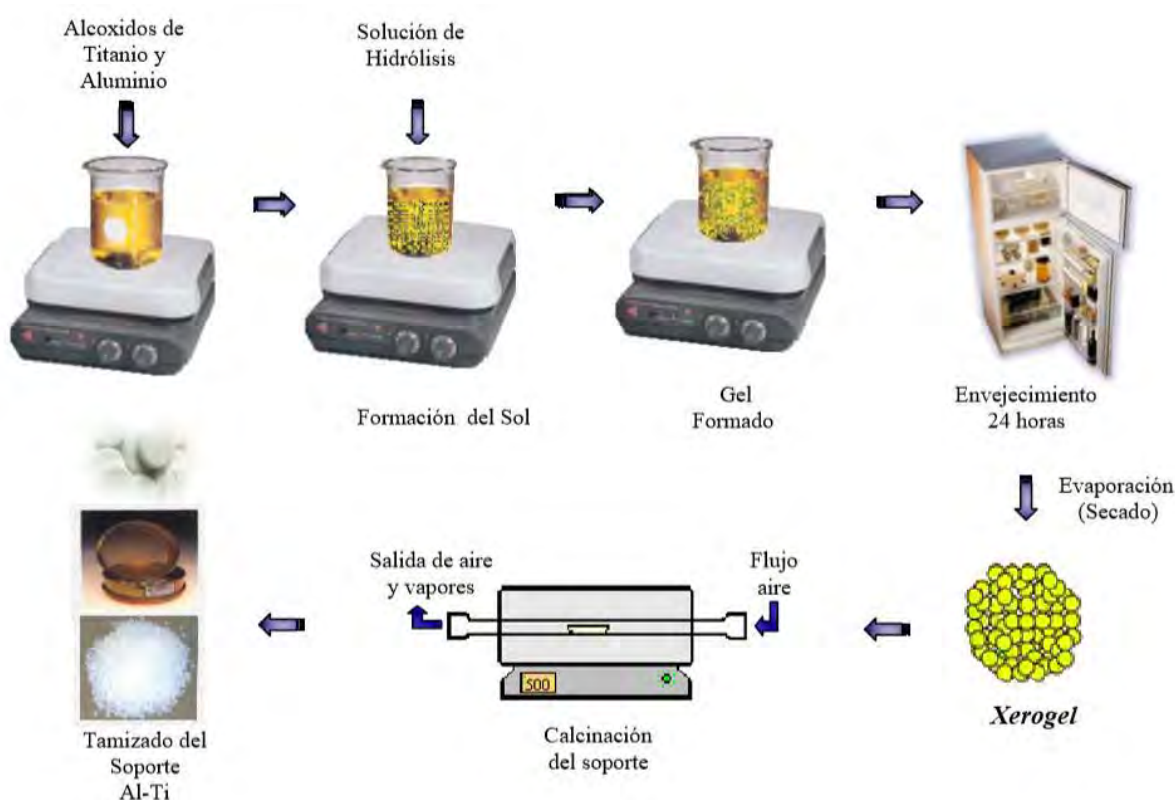 Alcoxidos de
Titanio y
Aluminio
Solución de
Hidrólisis
Formación del Sol
Gel
Formado
Envejecimiento
24 horas
Evaporación
(Secado)
Xerogel
Flujo
aire
Salida de aire
y vapores
500
Calcinación
del soporte
Tamizado del
Soporte
Al-Ti